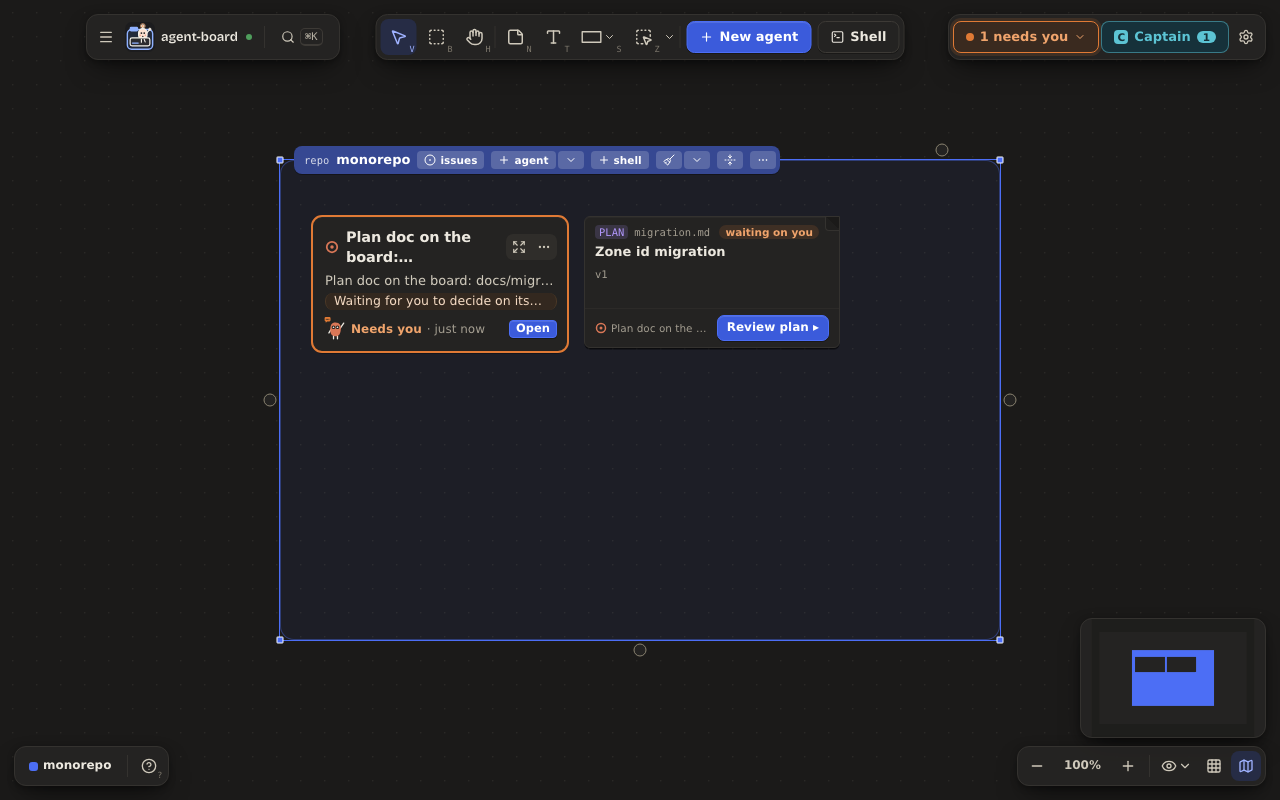 agent-board
⌘K
V
B
H
N
T
S
Z
New agent
Shell
1 needs you
C Captain 1
repo monorepo issues agent shell
Plan doc on the
board:...
Plan doc on the board: docs/migr...
Waiting for you to decide on its...
Needs you · just now
Open
PLAN migration.md waiting on you
Zone id migration
v1
Plan doc on the ...
Review plan ▸
monorepo
?
100%